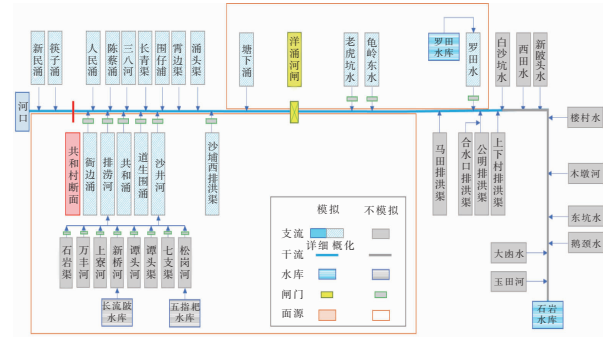 新民涌
筷子涌
人民涌
陈蔡涌
三八河
长青渠
围仔浦
宵边渠
涌头渠
塘下涌
洋涌河闸
老虎坑水
龟岭东水
罗田
水库
罗田水
白沙坑水
西田水
新陂头水
河口
楼村水
木墩河
东坑水
鹅颈水
大凼水
玉田河
石岩
水库
共和村断面
衙边涌
排涝河
共和涌
道生围涌
沙井河
沙埔西排洪渠
马田排洪渠
合水口排洪渠
公明排洪渠
上下村排洪渠
石岩渠
万丰河
上寮河
新桥河
谭头河
谭头渠
七支渠
松岗河
长流陂
水库
五指耙
水库
模拟
不模拟
支流
详细 概化
干流
水库
闸门
面源